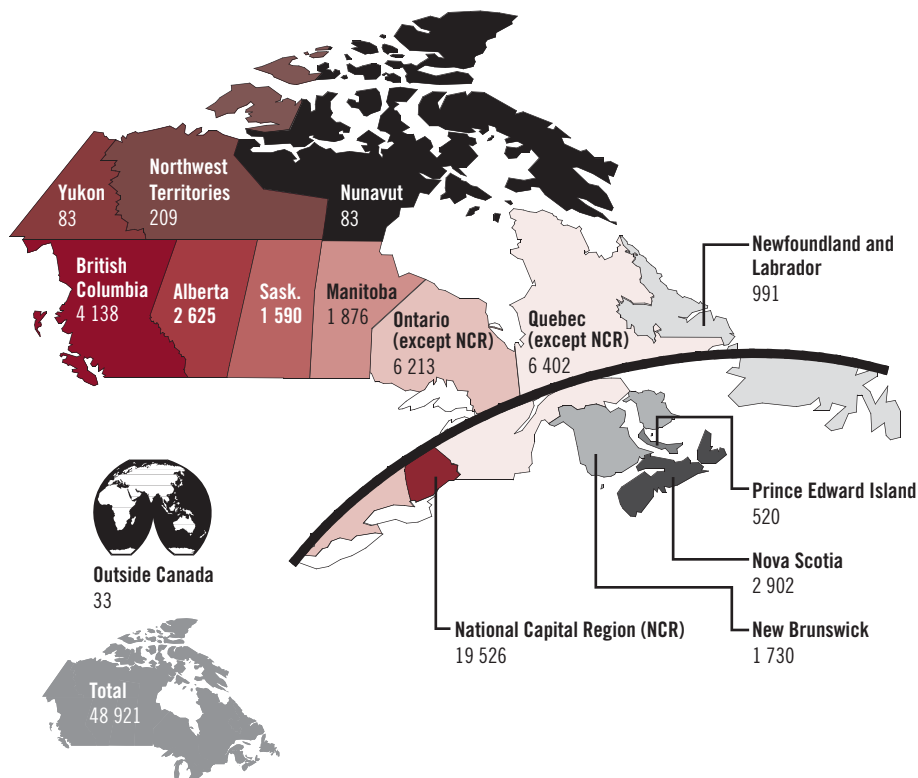 Yukon
83
Northwest
Territories
209
Nunavut
83
British
Columbia
4 138
Alberta
2 625
Sask.
1 590
Manitoba
1 876
Ontario
(except NCR)
6 213
Quebec
(except NCR)
6 402
Newfoundland and
Labrador
991
Prince Edward Island
520
Nova Scotia
2 902
New Brunswick
1 730
National Capital Region (NCR)
19 526
Outside Canada
33
Total
48 921